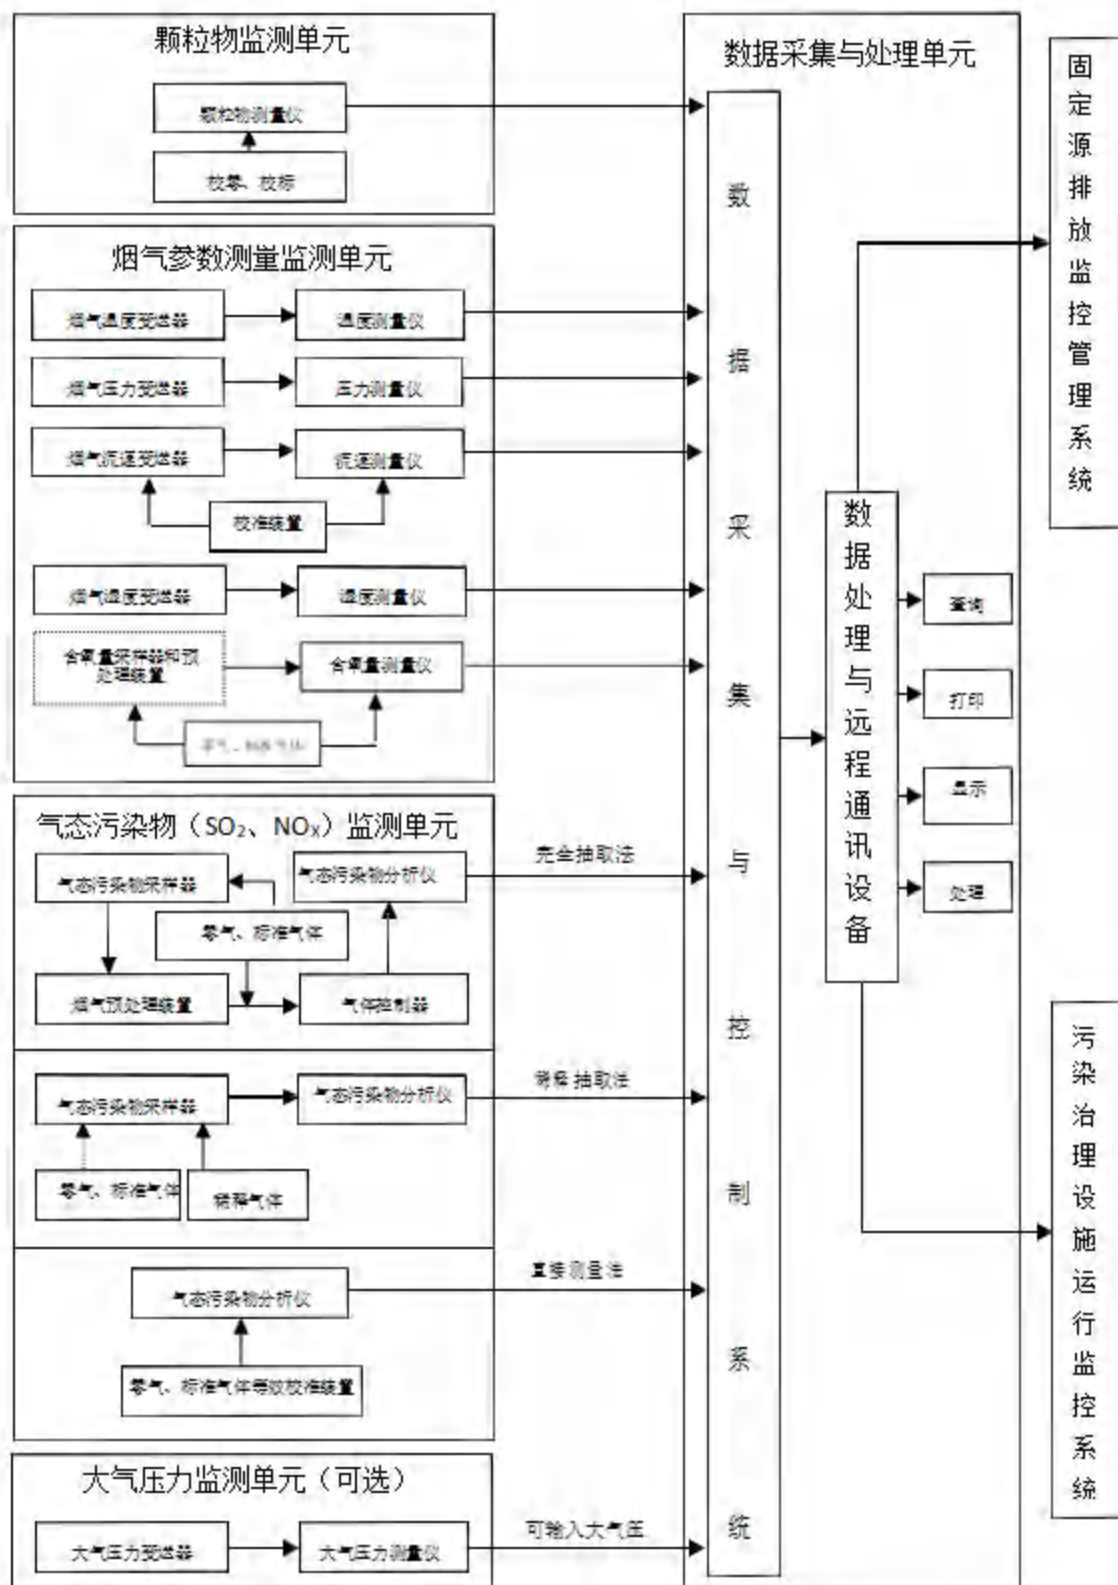 颗粒物监测单元
颗粒物测量仪
校零、校标
烟气参数测量监测单元
烟气温度变送器
温度测量仪
烟气压力变送器
压力测量仪
烟气流速变送器
流速测量仪
校准装置
烟气湿度变送器
湿度测量仪
含氧量采样器和预
处理装置
含氧量测量仪
零气、标准气体
气态污染物（SO₂、NOₓ）监测单元
气态污染物采样器
气态污染物分析仪
零气、标准气体
烟气预处理装置
气体控制器
完全抽取法
气态污染物采样器
气态污染物分析仪
零气、标准气体
稀释气体
稀释抽取法
气态污染物分析仪
零气、标准气体等效校准装置
直接测量法
大气压力监测单元（可选）
大气压力变送器
大气压力测量仪
可输入大气压
数据采集与处理单元
数据采集与控制系统
数据处理与远程通讯设备
查询
打印
显示
处理
固定源排放监控管理系统
污染治理设施运行监控系统